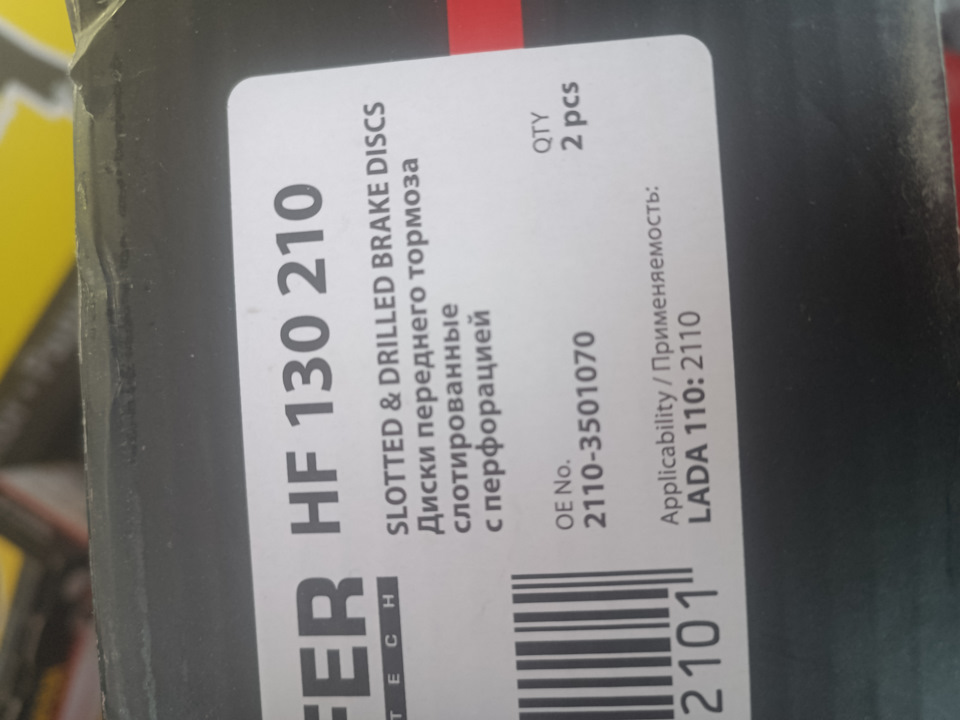 FER HF 130 210
TECH
SLOTTED & DRILLED BRAKE DISCS
Диски переднего тормоза
слотированные
с перфорацией
OE No.
2110-3501070
QTY
2 pcs
Applicability / Применяемость:
LADA 110: 2110
2101